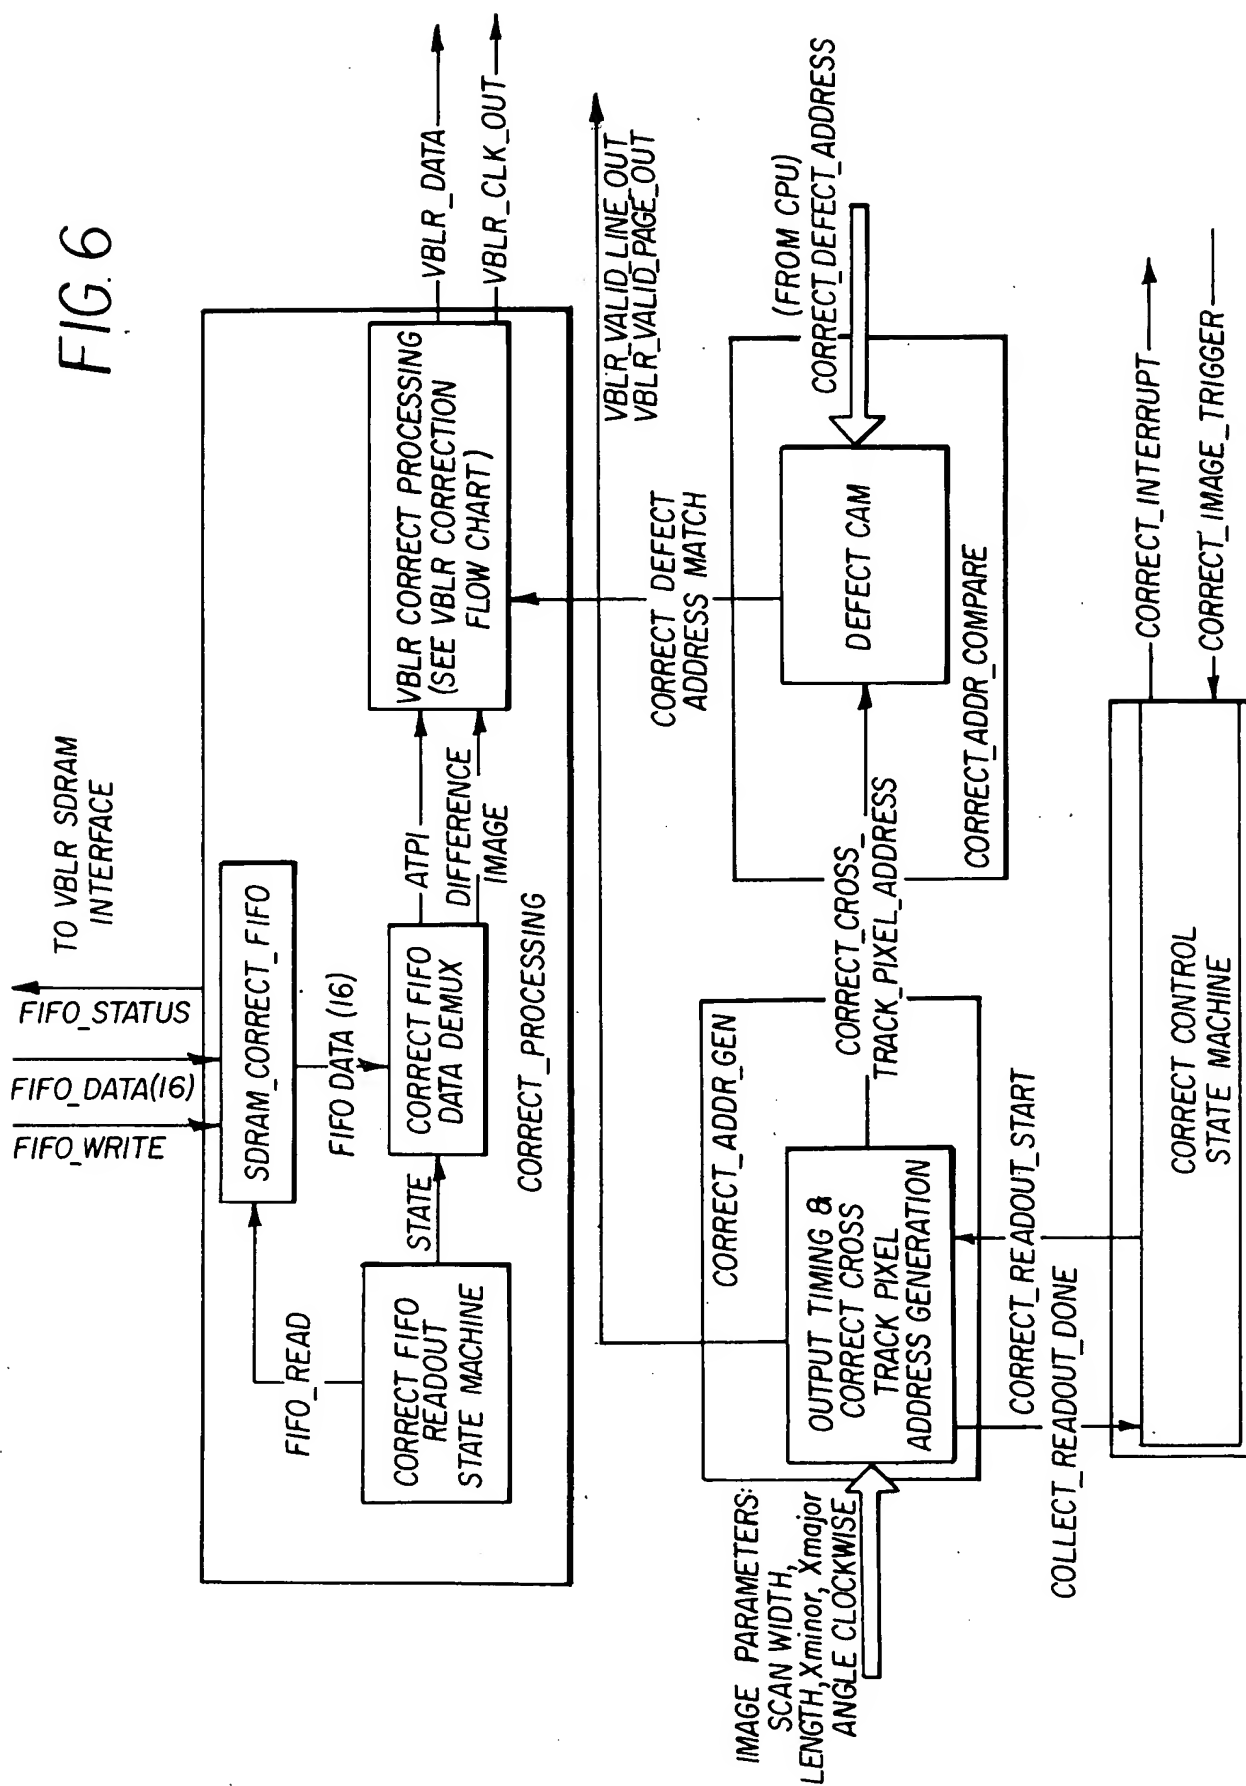 FIG. 6
TO VBLR SDRAM
INTERFACE
FIFO_STATUS
FIFO_DATA(16)
FIFO_WRITE
SDRAM_CORRECT_FIFO
FIFO_READ
FIFO DATA (16)
CORRECT FIFO
READOUT
STATE MACHINE
STATE
CORRECT FIFO
DATA DEMUX
ATPI
DIFFERENCE
IMAGE
VBLR CORRECT PROCESSING
(SEE VBLR CORRECTION
FLOW CHART)
CORRECT_PROCESSING
VBLR_DATA
VBLR_CLK_OUT
VBLR_VALID_LINE_OUT
VBLR_VALID_PAGE_OUT
CORRECT DEFECT
ADDRESS MATCH
(FROM CPU)
CORRECT_DEFECT_ADDRESS
CORRECT_ADDR_GEN
IMAGE PARAMETERS:
SCAN WIDTH,
LENGTH, Xminor, Xmajor
ANGLE CLOCKWISE
OUTPUT TIMING &
CORRECT CROSS
TRACK PIXEL
ADDRESS GENERATION
CORRECT_CROSS_
TRACK_PIXEL_ADDRESS
DEFECT CAM
CORRECT_ADDR_COMPARE
CORRECT_READOUT_START
COLLECT_READOUT_DONE
CORRECT CONTROL
STATE MACHINE
CORRECT_INTERRUPT
CORRECT_IMAGE_TRIGGER